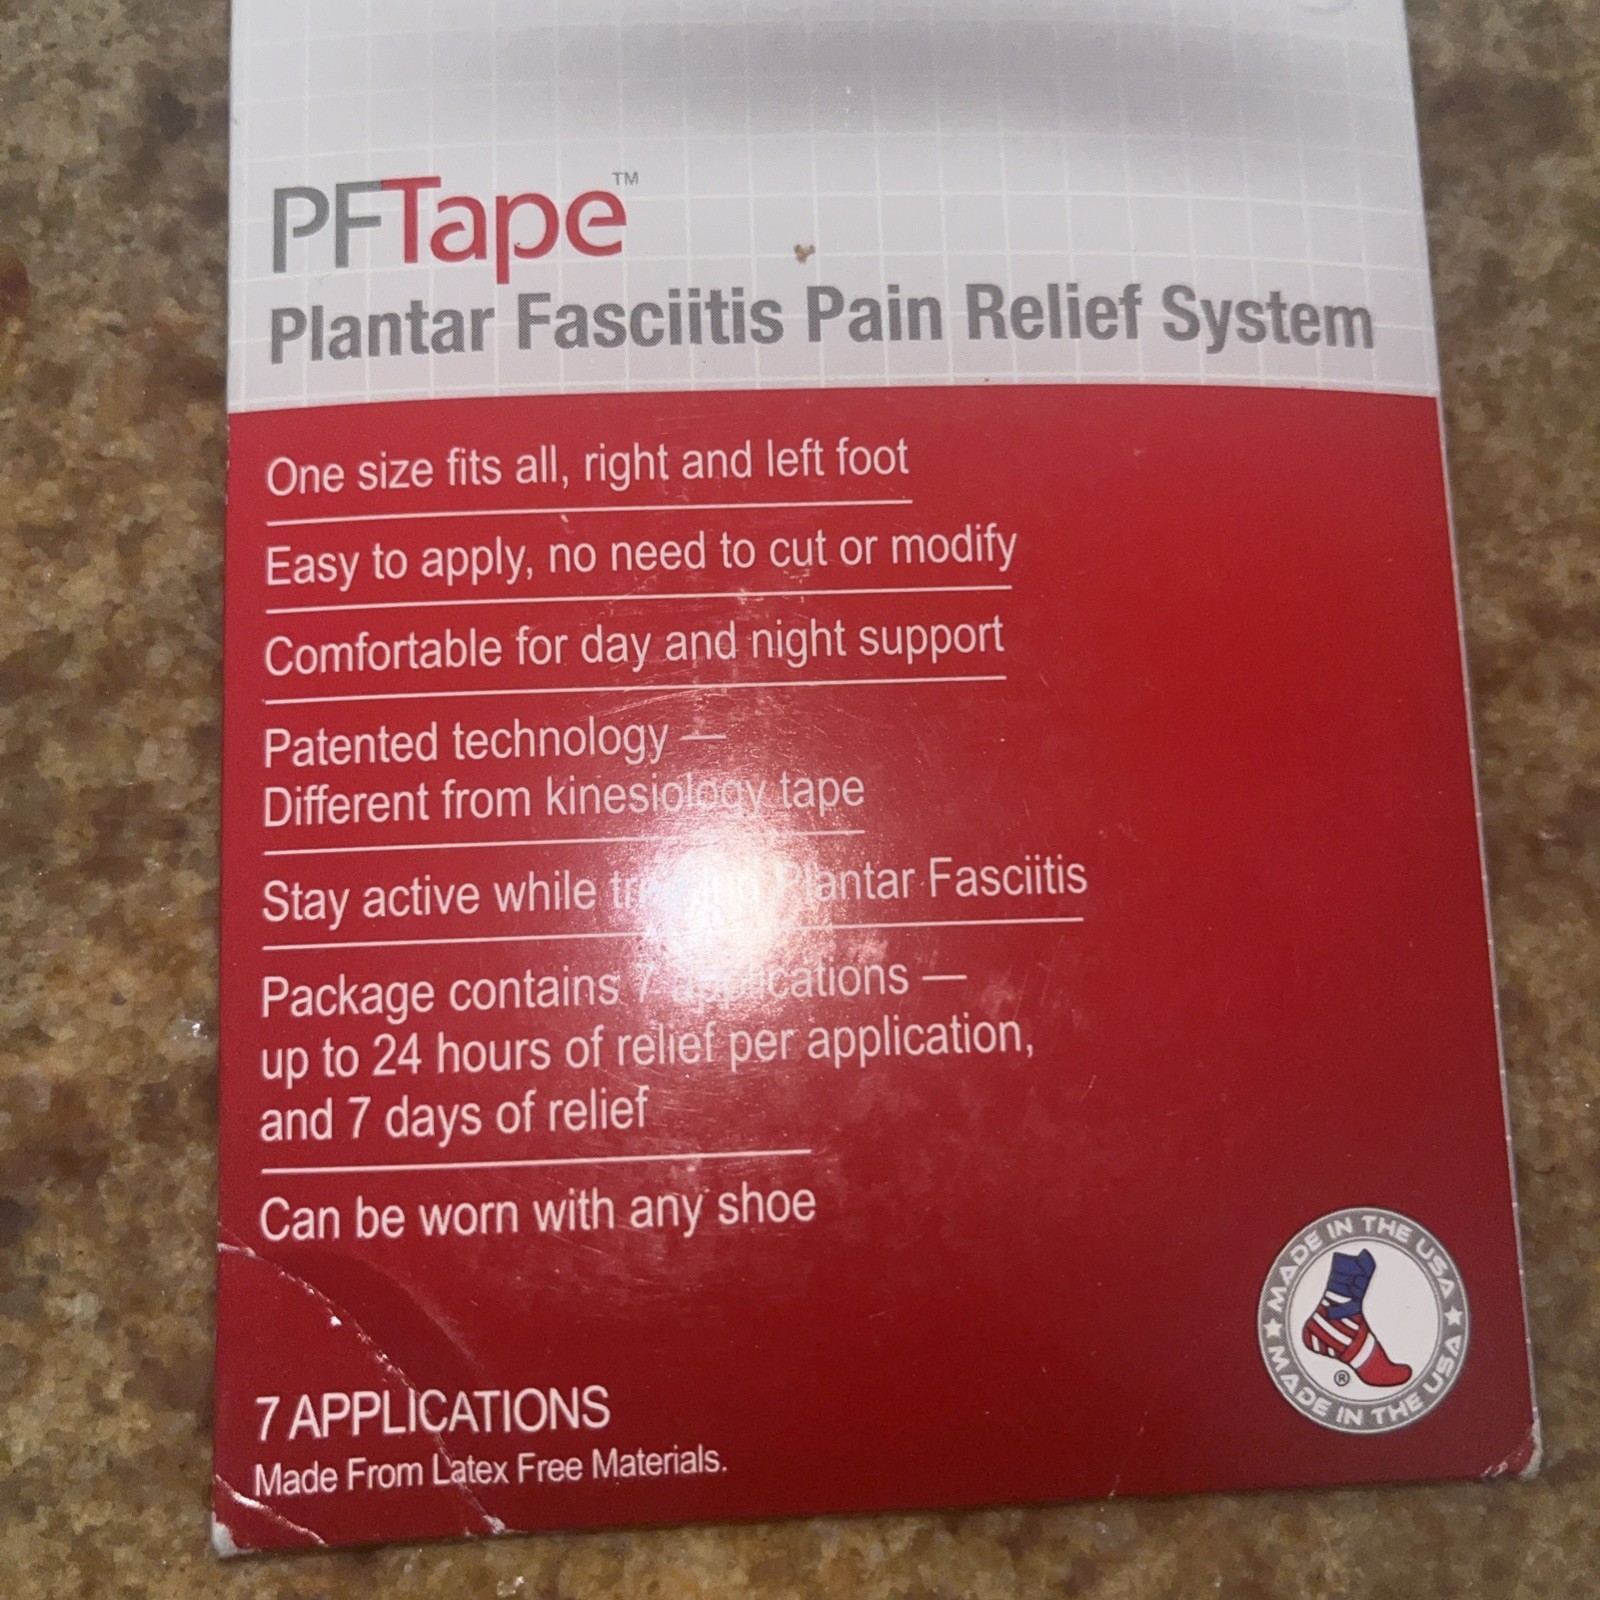 PFTape™
Plantar Fasciitis Pain Relief System
One size fits all, right and left foot
Easy to apply, no need to cut or modify
Comfortable for day and night support
Patented technology —
Different from kinesiology tape
Stay active while Plantar Fasciitis
Package contains 7 applications —
up to 24 hours of relief per application,
and 7 days of relief
Can be worn with any shoe
MADE IN THE USA
MADE IN THE USA
®
7 APPLICATIONS
Made From Latex Free Materials.